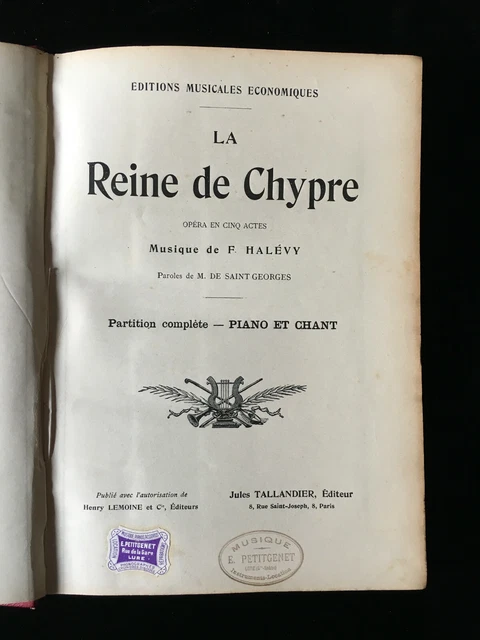 EDITIONS MUSICALES ECONOMIQUES
LA
Reine de Chypre
OPÉRA EN CINQ ACTES
Musique de F. HALÉVY
Paroles de M. DE SAINT-GEORGES
Partition complète — PIANO ET CHANT
Publié avec l'autorisation de
Henry LEMOINE et Cie, Éditeurs
Jules TALLANDIER, Éditeur
8, Rue Saint-Joseph, 8, Paris
E. PETITGENET
Rue de la Gare
LURE
MUSIQUE
E. PETITGENET
Instruments-Location